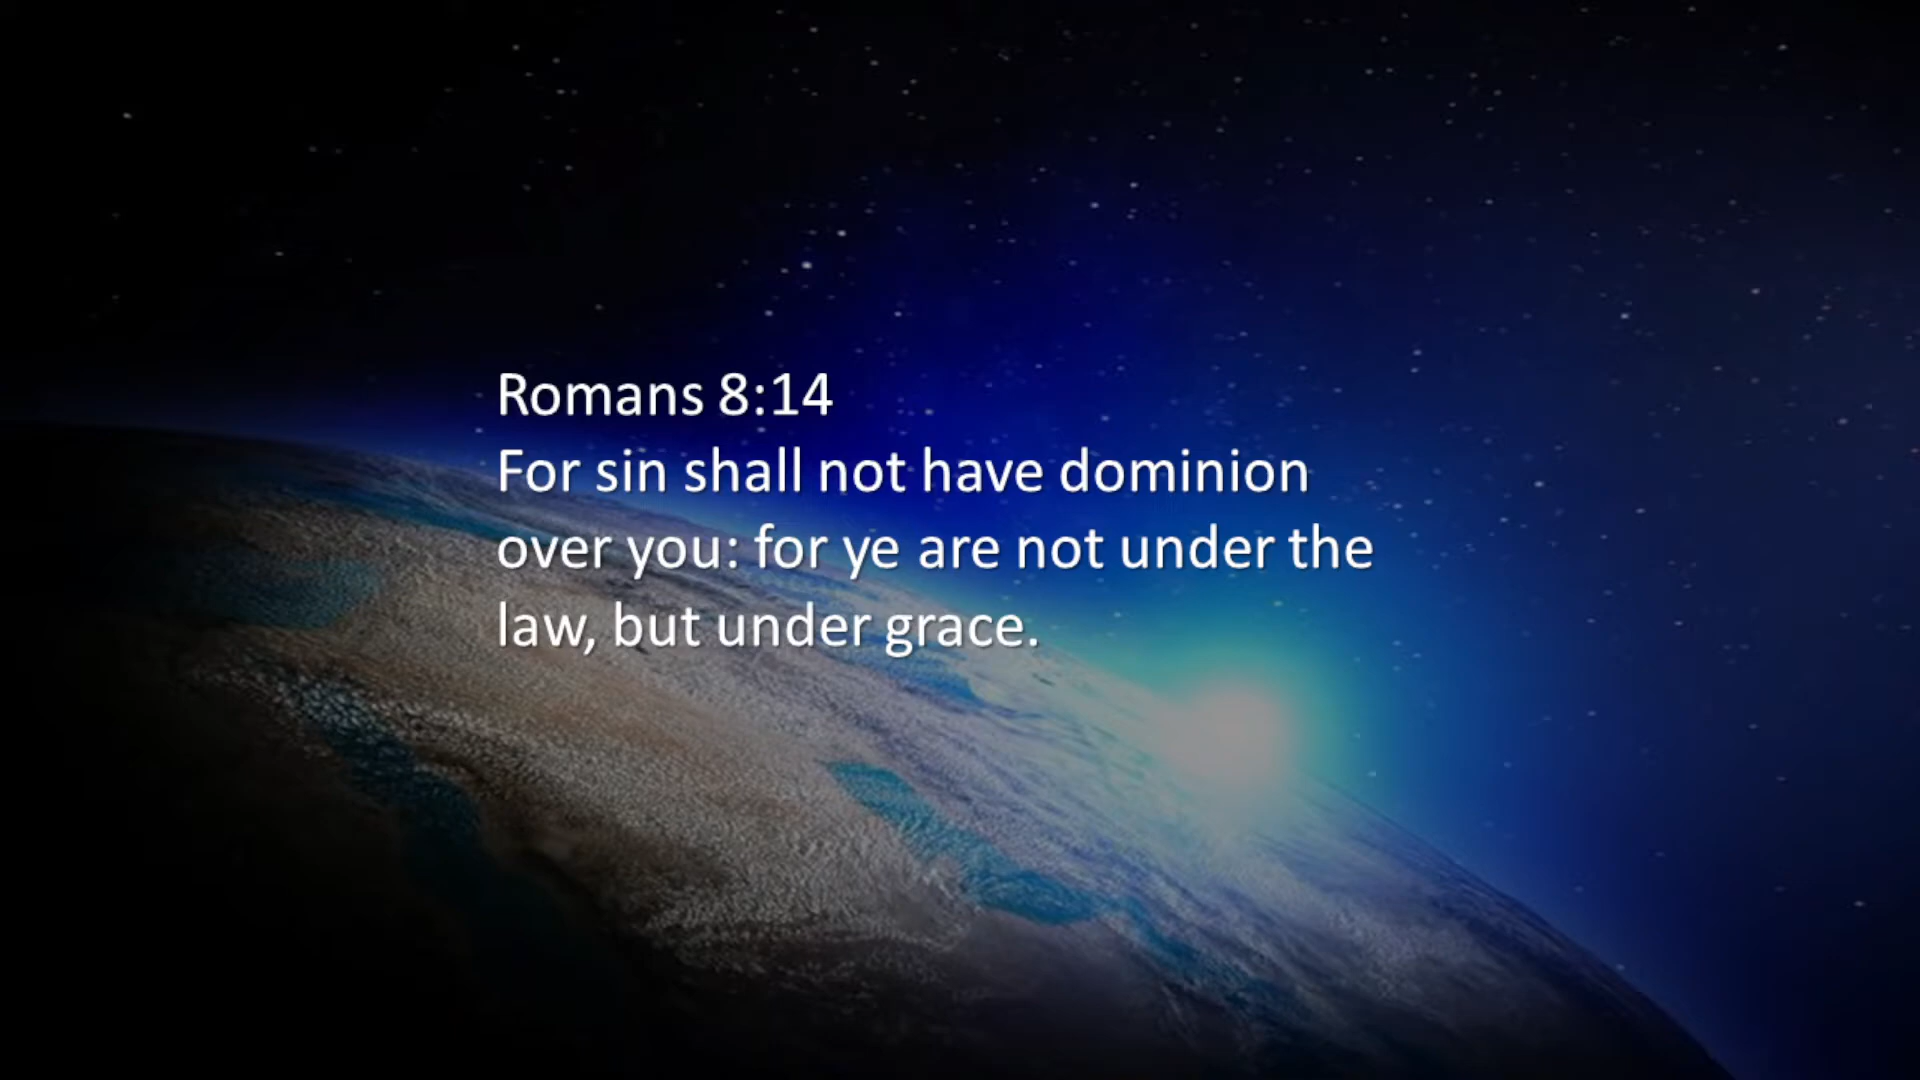 Romans 8:14
For sin shall not have dominion
over you: for ye are not under the
law, but under grace.